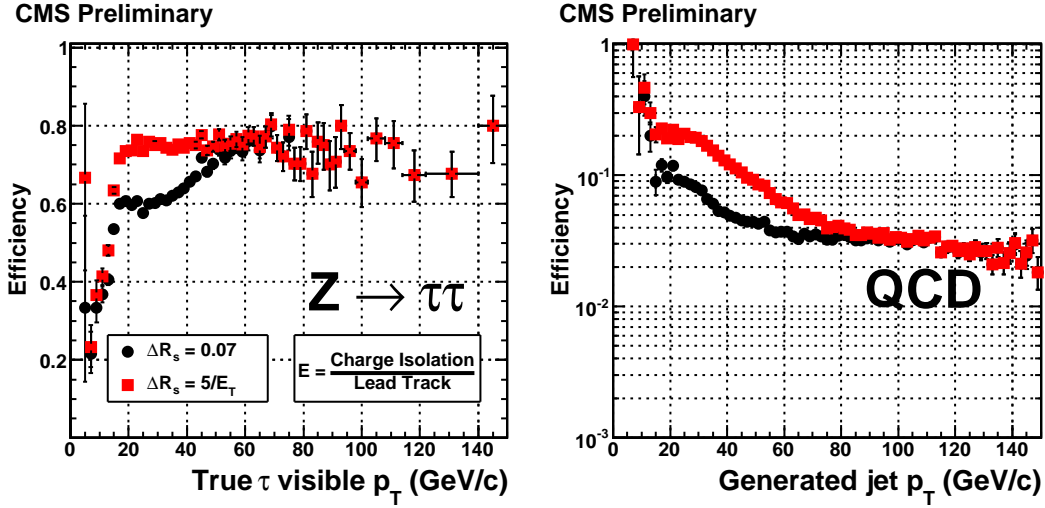 CMS Preliminary
Efficiency
1
0.8
0.6
0.4
0.2
Z → ττ
ΔR_s = 0.07
ΔR_s = 5/E_T
E = Charge Isolation / Lead Track
0 20 40 60 80 100 120 140
True τ visible p_T (GeV/c)
CMS Preliminary
Efficiency
1
10^-1
10^-2
10^-3
QCD
0 20 40 60 80 100 120 140
Generated jet p_T (GeV/c)